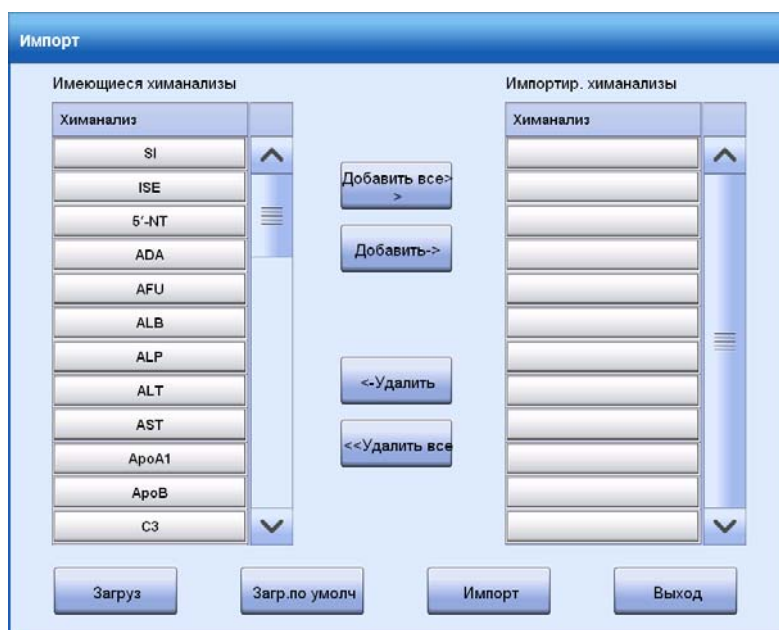 Импорт
Имеющиеся химанализы
Импортир. химанализы
Химанализ
Химанализ
SI
ISE
5'-NT
ADA
AFU
ALB
ALP
ALT
AST
ApoA1
ApoB
C3
Добавить все>
>
Добавить->
<-Удалить
<<Удалить все
Загруз
Загр.по умолч
Импорт
Выход